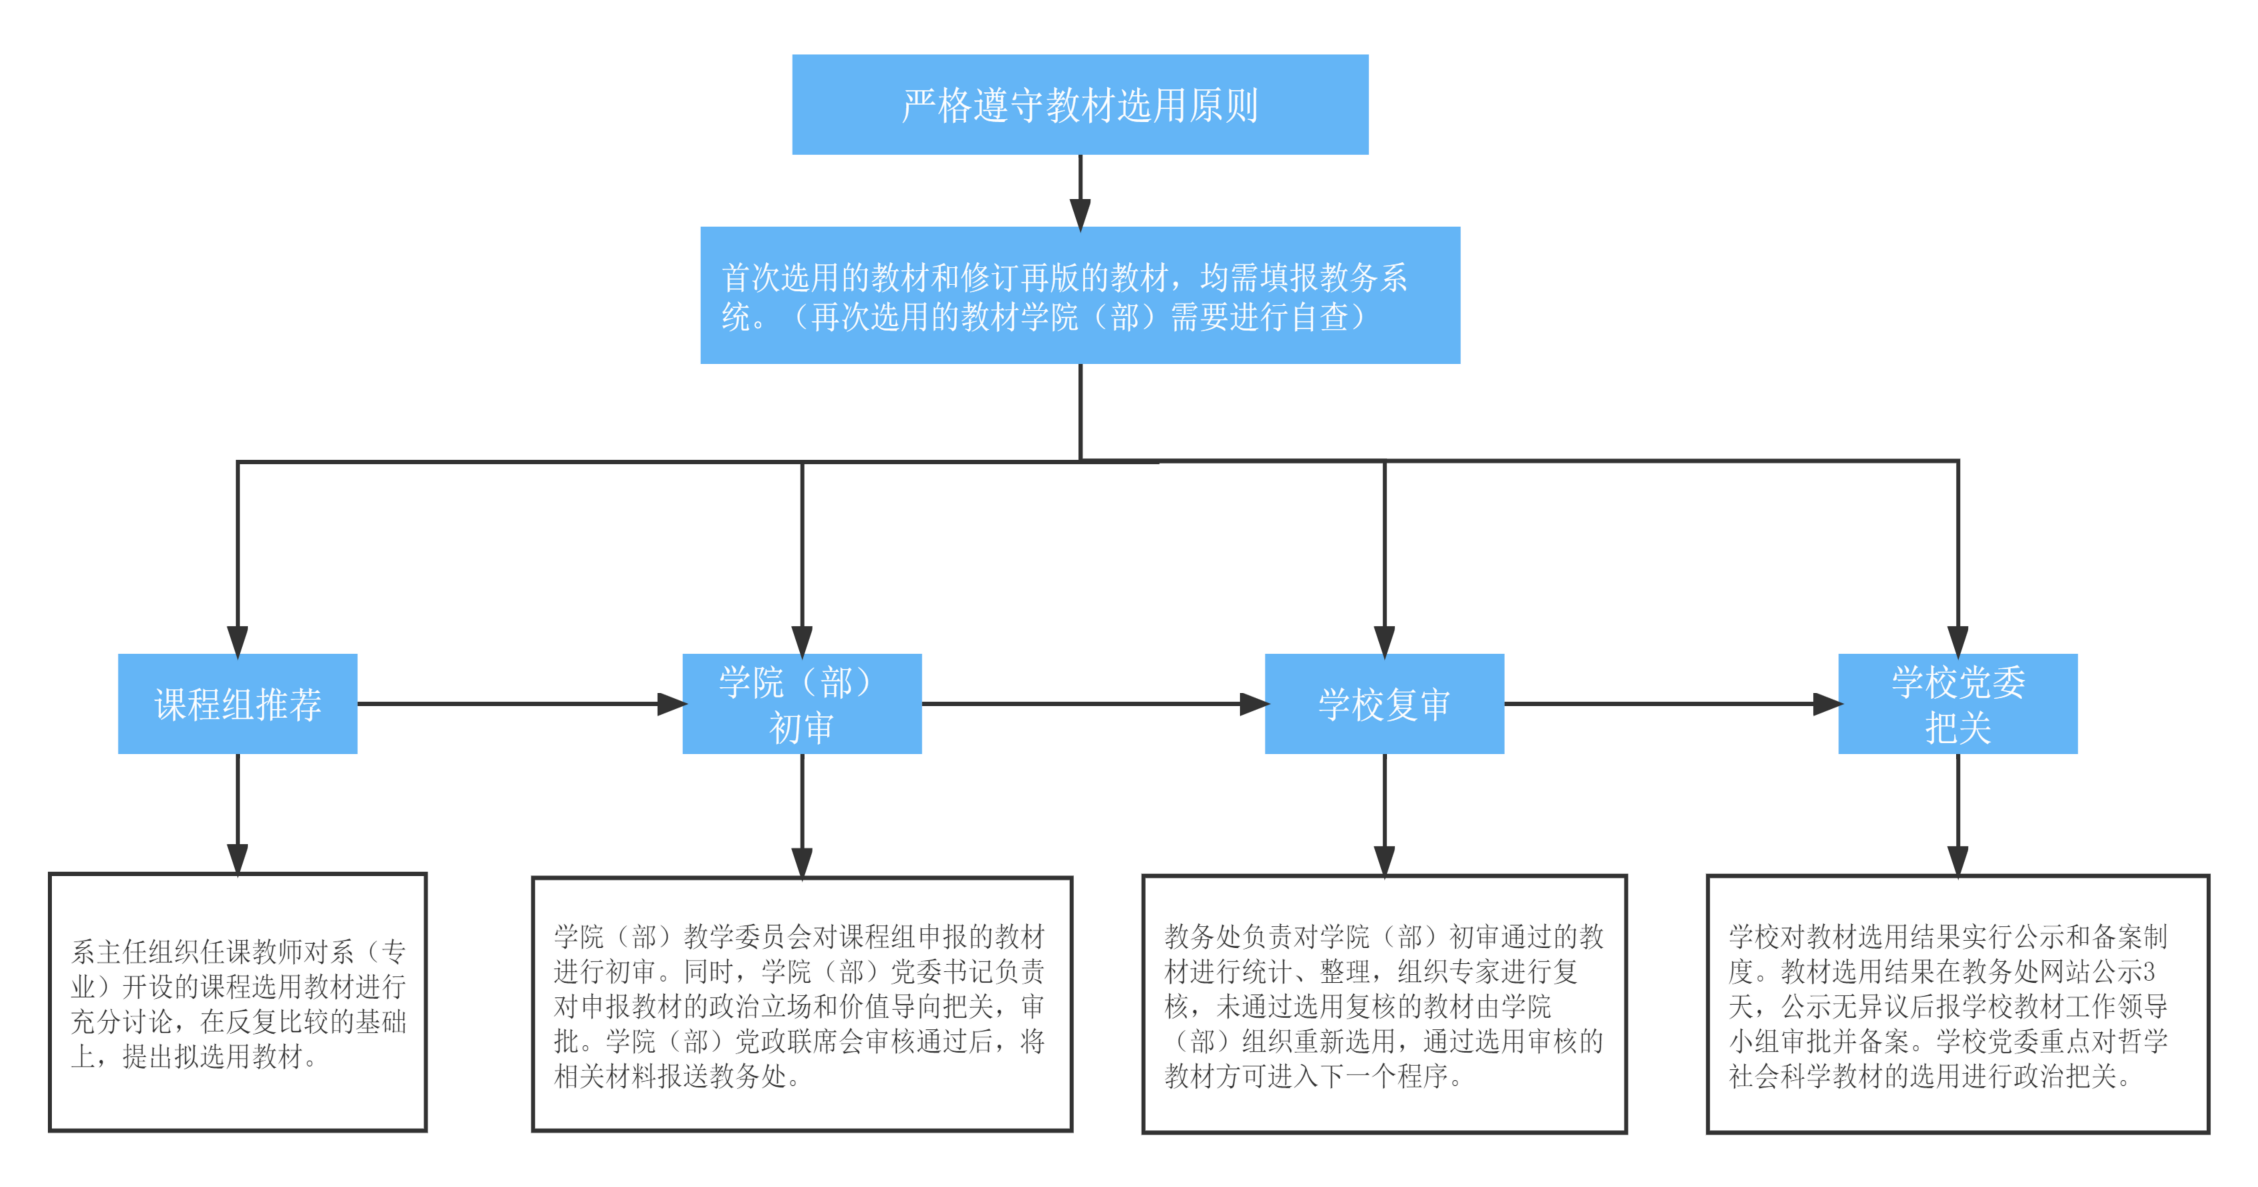 严格遵守教材选用原则
首次选用的教材和修订再版的教材，均需填报教务系
统。（再次选用的教材学院（部）需要进行自查）
课程组推荐
学院（部）
初审
学校复审
学校党委
把关
系主任组织任课教师对系（专
业）开设的课程选用教材进行
充分讨论，在反复比较的基础
上，提出拟选用教材。
学院（部）教学委员会对课程组申报的教材
进行初审。同时，学院（部）党委书记负责
对申报教材的政治立场和价值导向把关，审
批。学院（部）党政联席会审核通过后，将
相关材料报送教务处。
教务处负责对学院（部）初审通过的教
材进行统计、整理，组织专家进行复
核，未通过选用复核的教材由学院
（部）组织重新选用，通过选用审核的
教材方可进入下一个程序。
学校对教材选用结果实行公示和备案制
度。教材选用结果在教务处网站公示3
天，公示无异议后报学校教材工作领导
小组审批并备案。学校党委重点对哲学
社会科学教材的选用进行政治把关。